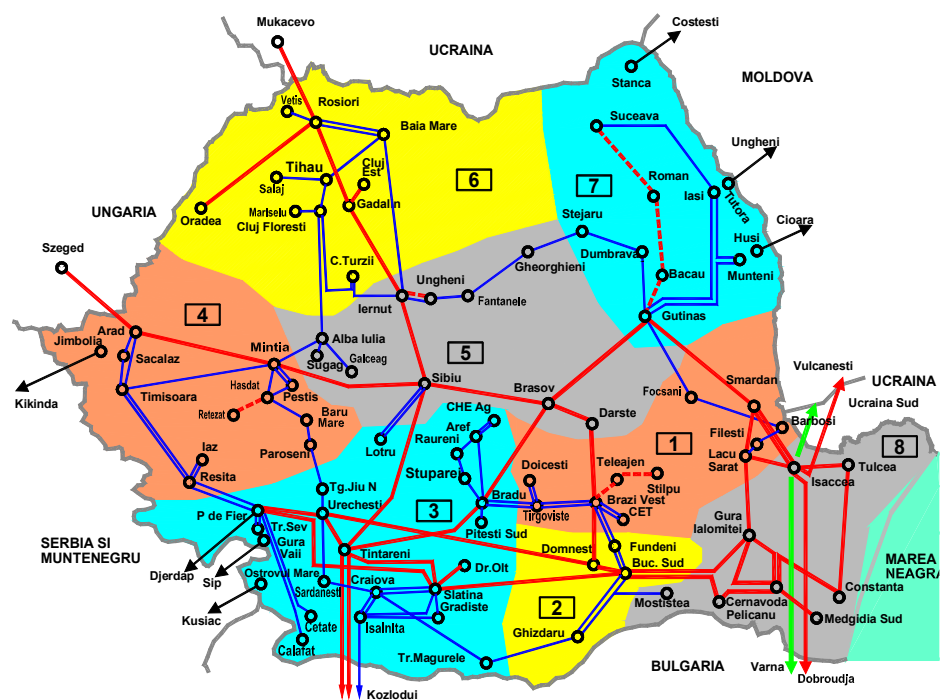 Mukacevo
UCRAINA
Costesti
MOLDOVA
Stanca
Vetis
Rosiori
Baia Mare
Suceava
Ungheni
Tihau
Cluj
Est
Salaj
6
7
Roman
Iasi
Tutora
Gadalin
Mariselu
Cluj Floresti
Oradea
UNGARIA
Stejaru
Cioara
Husi
Dumbrava
Munteni
Szeged
C.Turzii
Ungheni
Gheorghieni
Bacau
Iernut
Fantanele
Gutinas
4
Arad
Jimbolia
Sacalaz
Mintia
Alba Iulia
Sugag
Galceag
5
Sibiu
Brasov
Smardan
Vulcanesti
UCRAINA
Ucraina Sud
Kikinda
Timisoara
Hasdat
Pestis
Retezat
Baru
Mare
Focsani
Barbosi
Darste
CHE Ag
Aref
Raureni
Lotru
Paroseni
1
Filesti
Lacu
Sarat
8
Tulcea
Isaccea
Iaz
Resita
Stuparei
Doicesti
Teleajen
Stilpu
Tg.Jiu N
Urechesti
3
Bradu
Tirgoviste
Brazi Vest
CET
P de Fier
Tr.Sev
Gura
Vaii
Pitesti Sud
Gura
Ialomitei
SERBIA SI
MUNTENEGRU
Tintareni
Domnest
Fundeni
Buc. Sud
MAREA
NEAGRA
Djerdap
Sip
Ostrovul Mare
Sardanesti
Craiova
Dr.Olt
Slatina
Gradiste
Constanta
Kusiac
Cetate
Isalnita
2
Mostistea
Cernavoda
Pelicanu
Medgidia Sud
Calafat
Ghizdaru
Tr.Magurele
BULGARIA
Varna
Dobroudja
Kozlodui